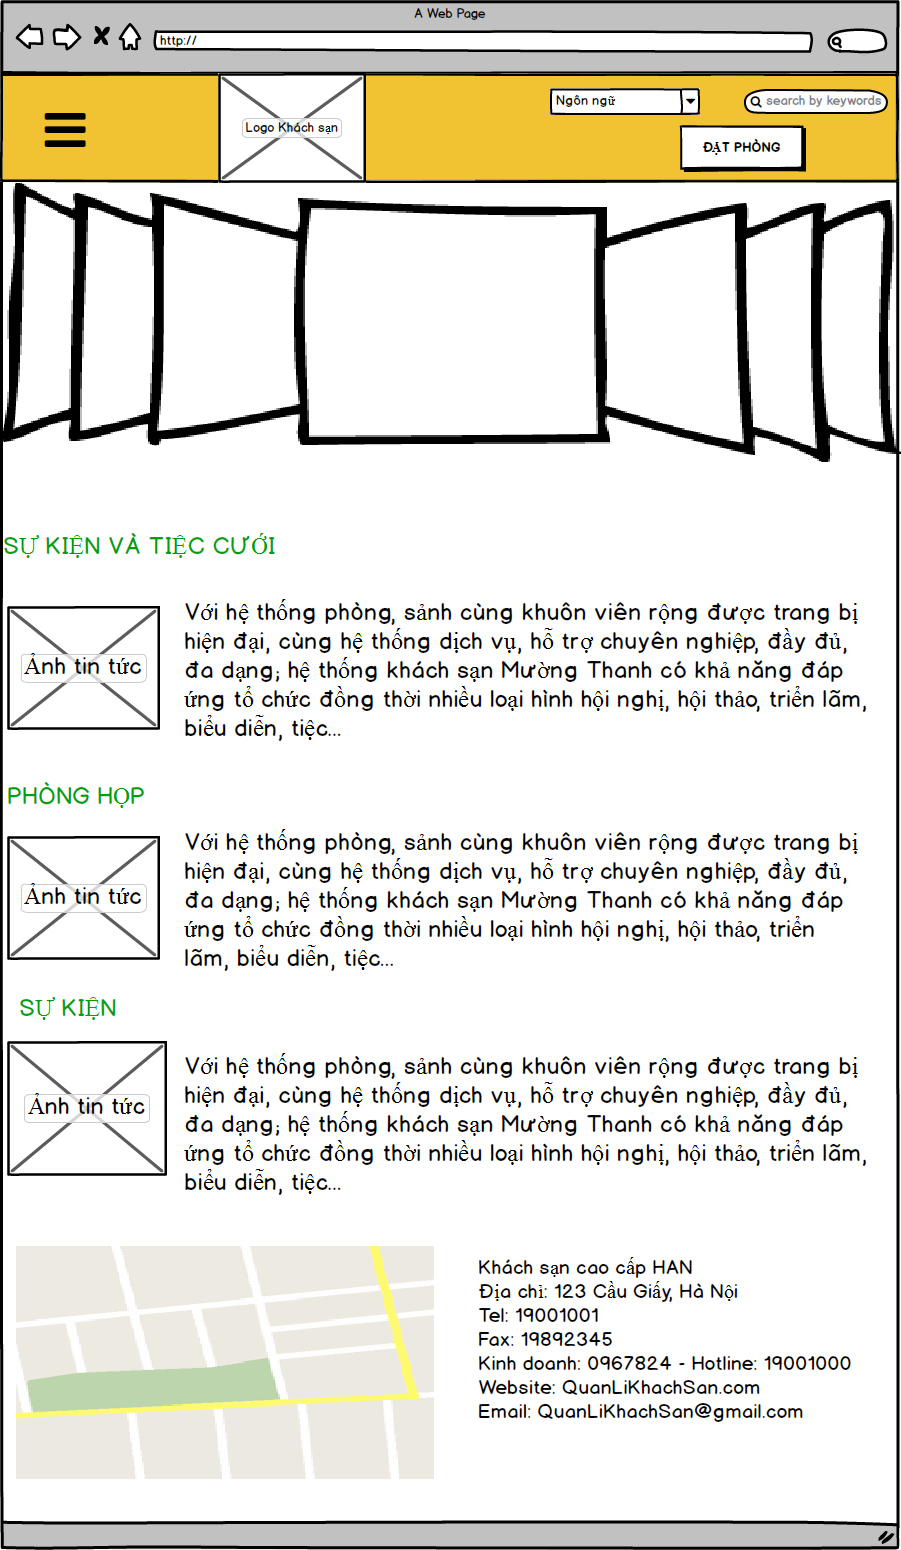 A Web Page
http://
Logo Khách sạn
Ngôn ngữ
search by keywords
ĐẶT PHÒNG
SỰ KIỆN VÀ TIỆC CƯỚI
Ảnh tin tức
Với hệ thống phòng, sảnh cùng khuôn viên rộng được trang bị
hiện đại, cùng hệ thống dịch vụ, hỗ trợ chuyên nghiệp, đầy đủ,
đa dạng; hệ thống khách sạn Mường Thanh có khả năng đáp
ứng tổ chức đồng thời nhiều loại hình hội nghị, hội thảo, triển lãm,
biểu diễn, tiệc...
PHÒNG HỌP
Ảnh tin tức
Với hệ thống phòng, sảnh cùng khuôn viên rộng được trang bị
hiện đại, cùng hệ thống dịch vụ, hỗ trợ chuyên nghiệp, đầy đủ,
đa dạng; hệ thống khách sạn Mường Thanh có khả năng đáp
ứng tổ chức đồng thời nhiều loại hình hội nghị, hội thảo, triển
lãm, biểu diễn, tiệc...
SỰ KIỆN
Ảnh tin tức
Với hệ thống phòng, sảnh cùng khuôn viên rộng được trang bị
hiện đại, cùng hệ thống dịch vụ, hỗ trợ chuyên nghiệp, đầy đủ,
đa dạng; hệ thống khách sạn Mường Thanh có khả năng đáp
ứng tổ chức đồng thời nhiều loại hình hội nghị, hội thảo, triển lãm,
biểu diễn, tiệc...
Khách sạn cao cấp HAN
Địa chỉ: 123 Cầu Giấy, Hà Nội
Tel: 19001001
Fax: 19892345
Kinh doanh: 0967824 - Hotline: 19001000
Website: QuanLiKhachSan.com
Email: QuanLiKhachSan@gmail.com